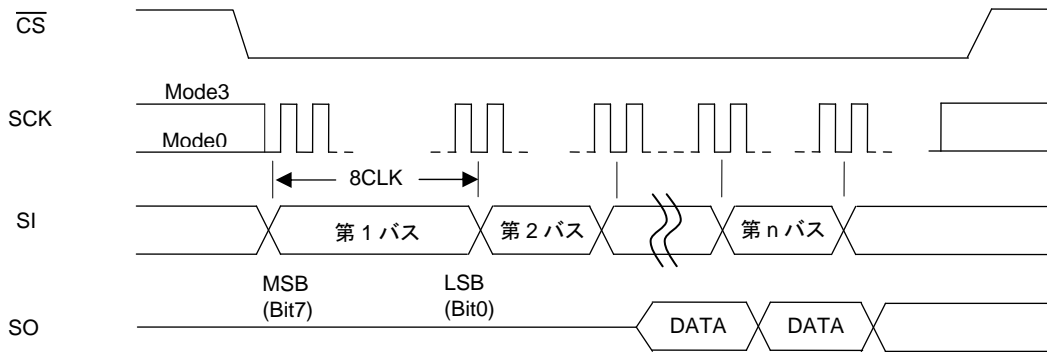 CS
SCK
Mode3
Mode0
8CLK
SI
第1バス
第2バス
第nバス
MSB
(Bit7)
LSB
(Bit0)
SO
DATA
DATA